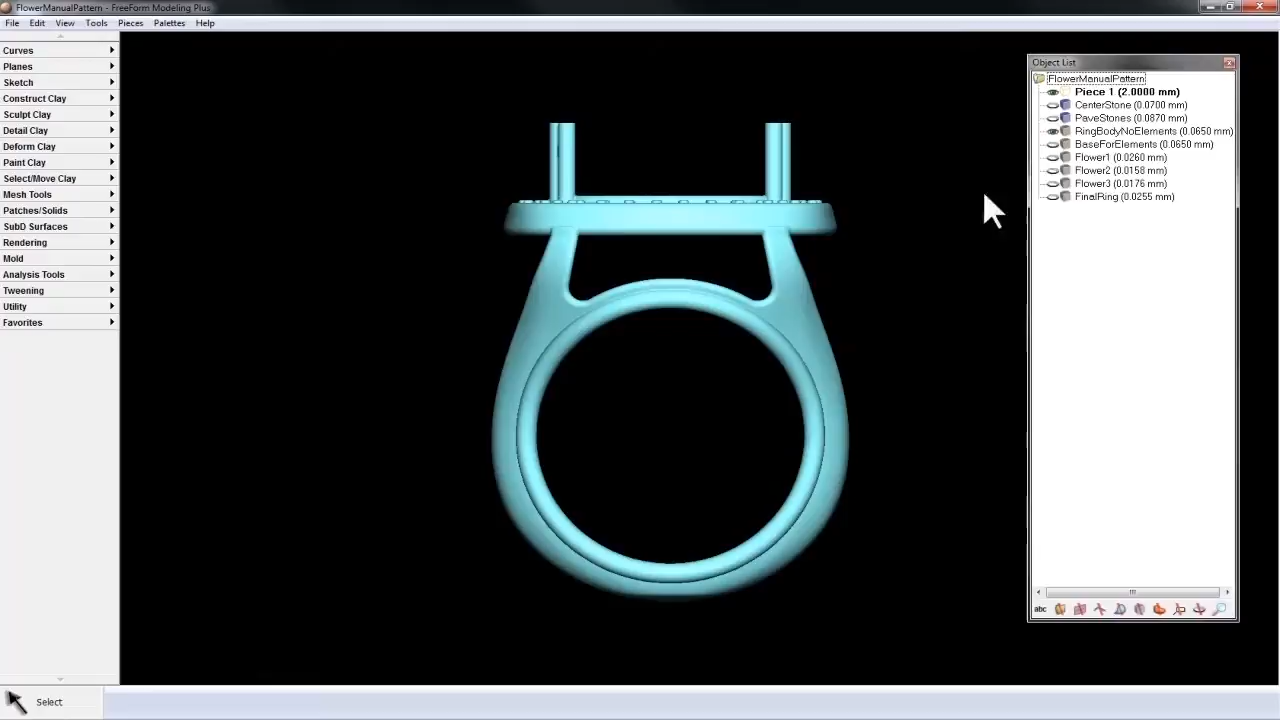 FlowerManualPattern - FreeForm Modeling Plus
File Edit View Tools Pieces Palettes Help
Curves
Planes
Sketch
Construct Clay
Sculpt Clay
Detail Clay
Deform Clay
Paint Clay
Select/Move Clay
Mesh Tools
Patches/Solids
SubD Surfaces
Rendering
Mold
Analysis Tools
Tweening
Utility
Favorites
Object List
FlowerManualPattern
Piece 1 (2.0000 mm)
CenterStone (0.0700 mm)
PaveStones (0.0870 mm)
RingBodyNoElements (0.0650 mm)
BaseForElements (0.0650 mm)
Flower1 (0.0260 mm)
Flower2 (0.0158 mm)
Flower3 (0.0176 mm)
FinalRing (0.0255 mm)
abc
Select